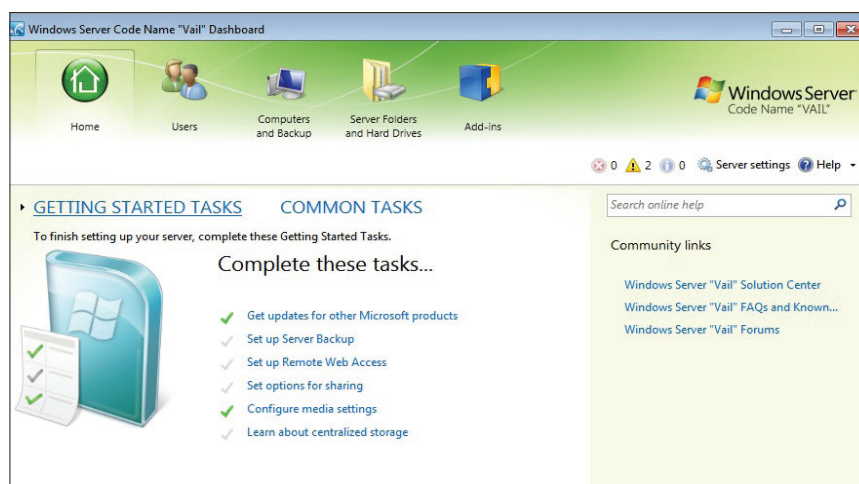 Windows Server Code Name "Vail" Dashboard
Home
Users
Computers
and Backup
Server Folders
and Hard Drives
Add-ins
Windows Server
Code Name "VAIL"
0 2 0 Server settings Help
GETTING STARTED TASKS COMMON TASKS
To finish setting up your server, complete these Getting Started Tasks.
Complete these tasks...
Get updates for other Microsoft products
Set up Server Backup
Set up Remote Web Access
Set options for sharing
Configure media settings
Learn about centralized storage
Search online help
Community links
Windows Server "Vail" Solution Center
Windows Server "Vail" FAQs and Known...
Windows Server "Vail" Forums